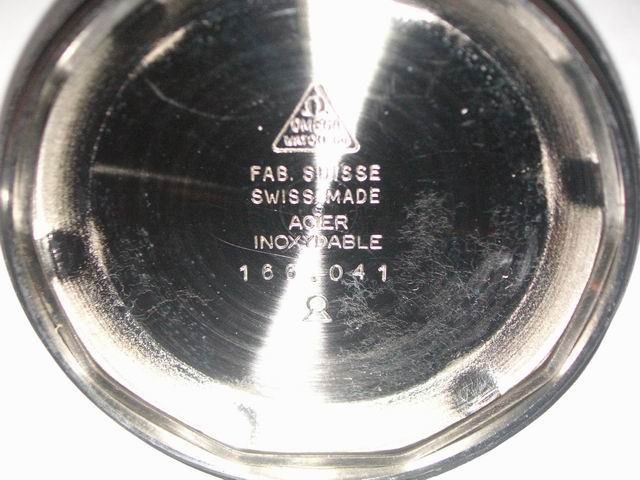 Ω
OMEGA
WATCH Co
FAB. SUISSE
SWISS MADE
ACIER
INOXYDABLE
166.041